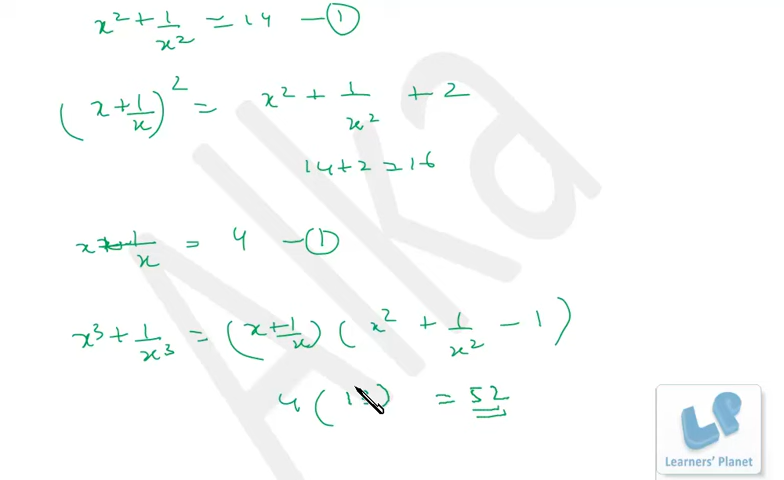 x² + 1/x² = 14 — ①
(x + 1/x)² = x² + 1/x² + 2
14 + 2 = 16
x + 1/x = 4 — ①
x³ + 1/x³ = (x + 1/x) (x² + 1/x² - 1)
4 (13) = 52
Alka
LP
Learners' Planet